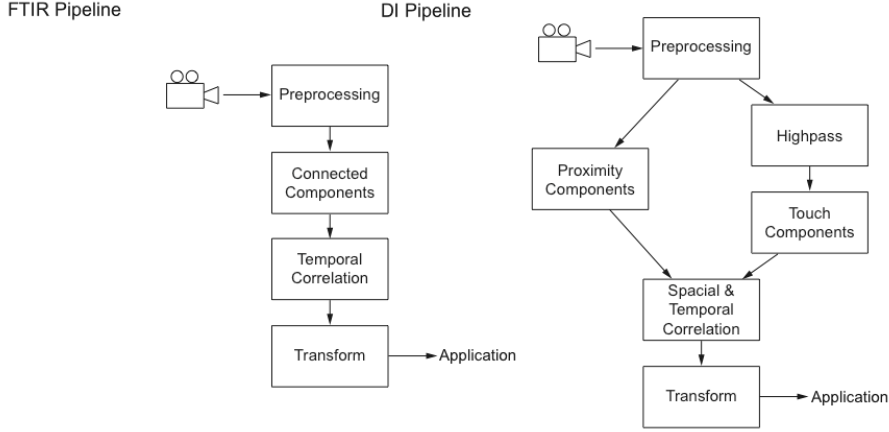 FTIR Pipeline
Preprocessing
Connected
Components
Temporal
Correlation
Transform
Application
DI Pipeline
Preprocessing
Highpass
Proximity
Components
Touch
Components
Spacial &
Temporal
Correlation
Transform
Application